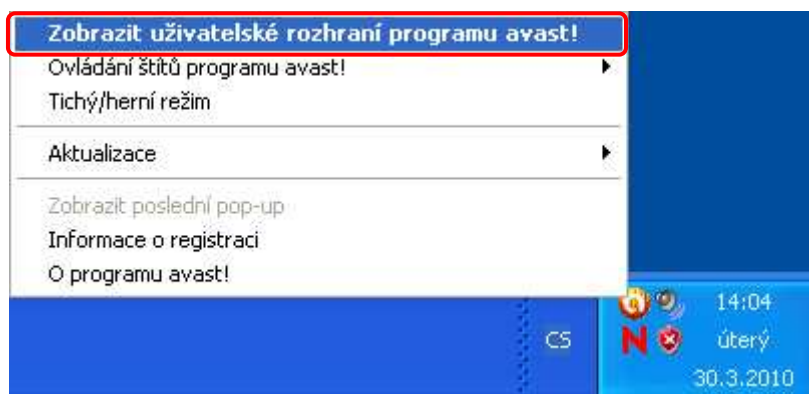 Zobrazit uživatelské rozhraní programu avast!
Ovládání štítů programu avast!
Tichý/herní režim
Aktualizace
Zobrazit poslední pop-up
Informace o registraci
O programu avast!
CS
14:04
úterý
30.3.2010